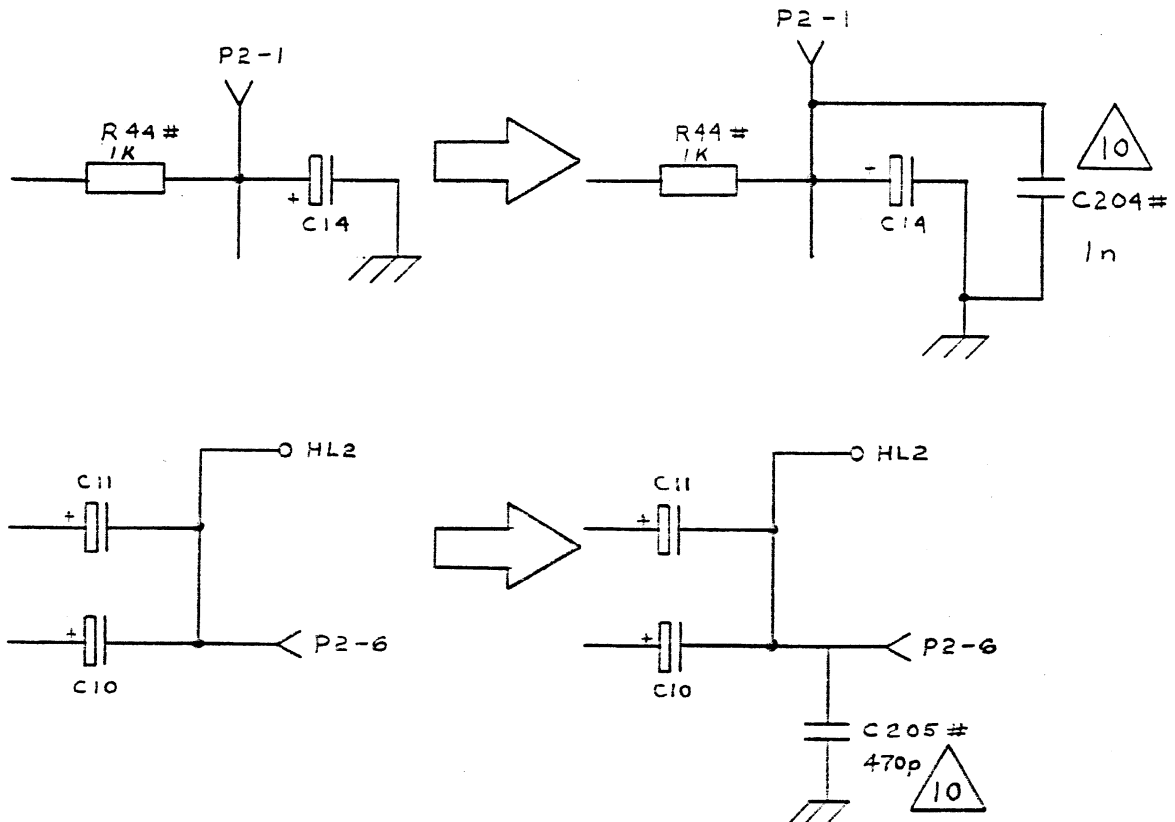 P2-1
R44#
1K
+
C14
P2-1
R44#
1K
-
C14
10
C204#
1n
HL2
C11
+
+
C10
P2-6
HL2
C11
+
+
C10
P2-6
C205#
470p
10